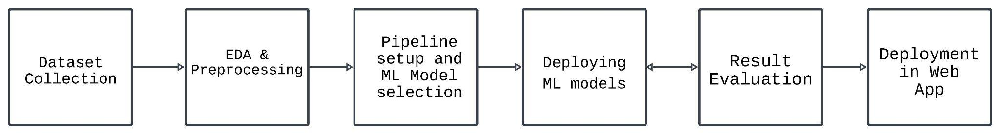 Dataset
Collection
EDA &
Preprocessing
Pipeline
setup and
ML Model
selection
Deploying
ML models
Result
Evaluation
Deployment
in Web
App